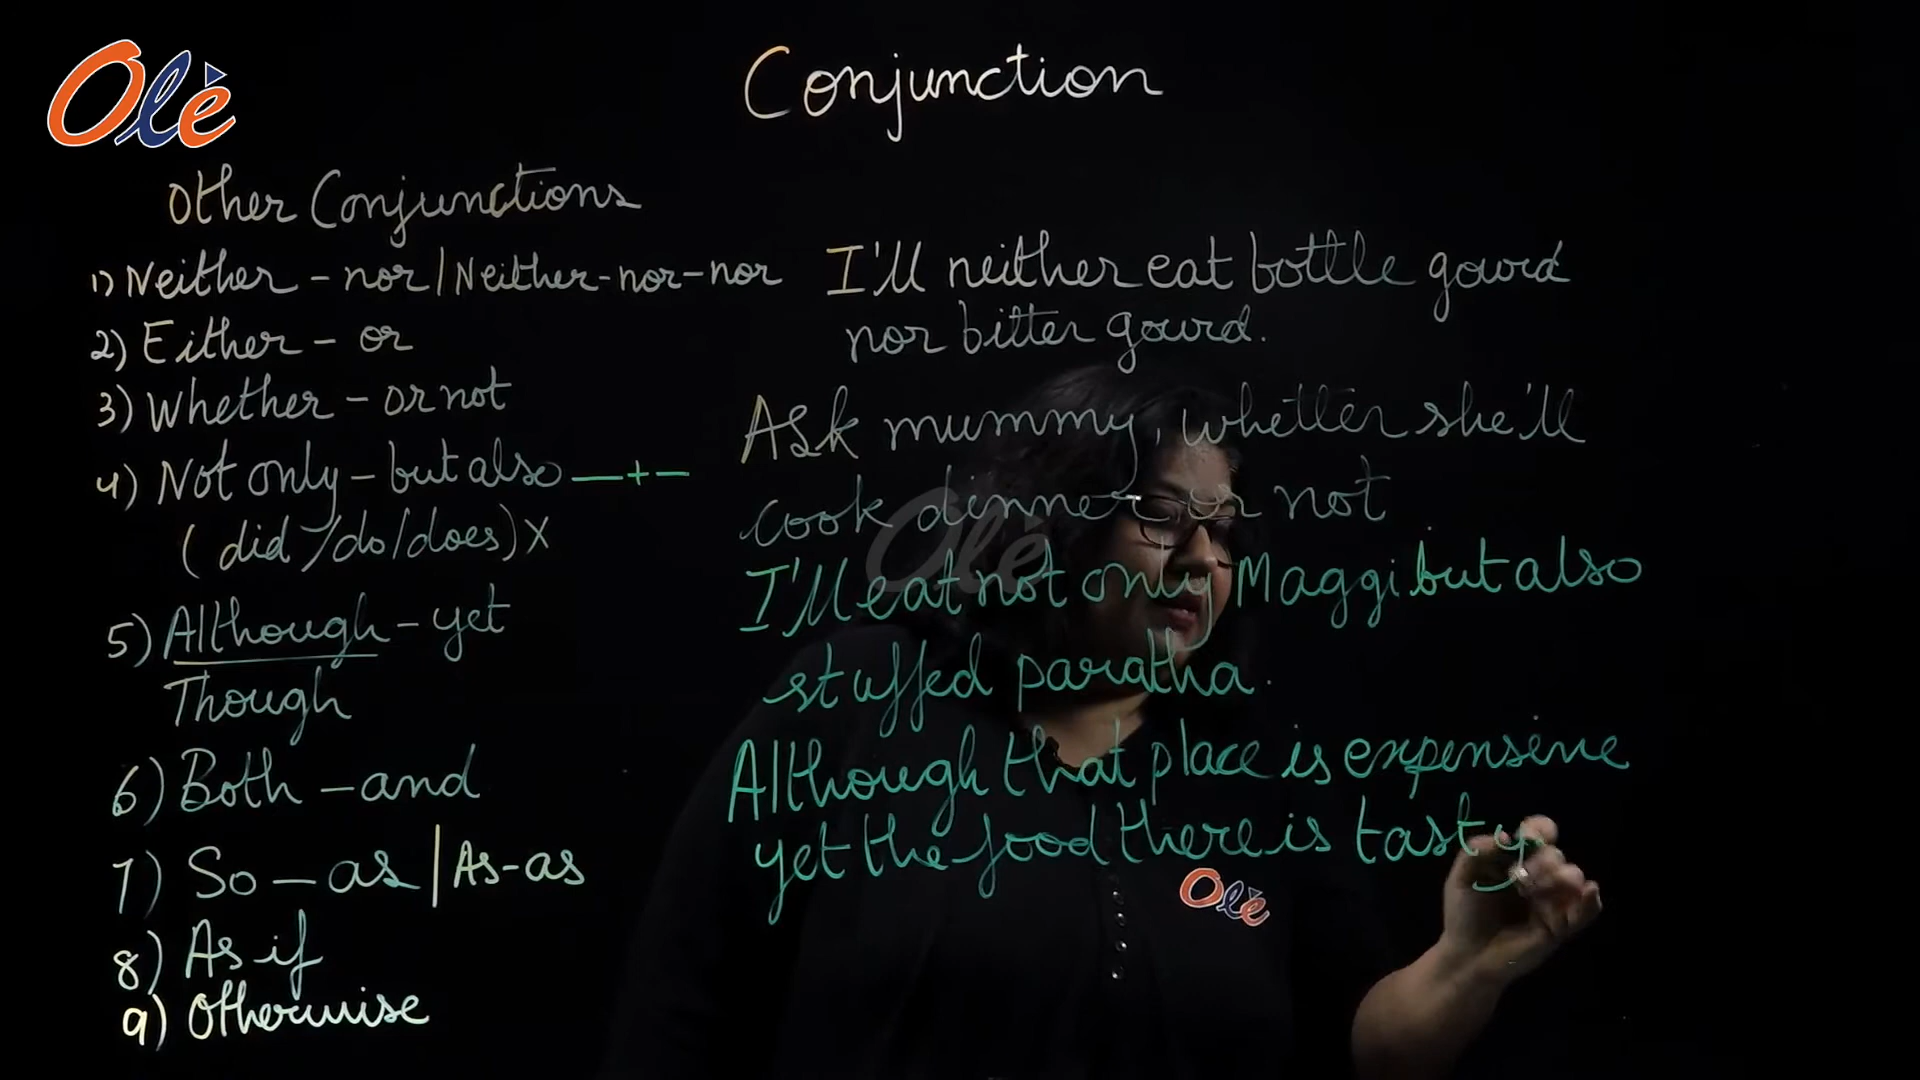 Olè
Conjunction
Other Conjunctions
1) Neither - nor | Neither-nor-nor
2) Either - or
3) Whether - or not
4) Not only - but also — + —
(did/do/does) X
5) Although - yet
Though
6) Both - and
7) So - as | As-as
8) As if
9) Otherwise
I'll neither eat bottle gourd
nor bitter gourd.
Ask mummy, whether she'll
cook dinner or not
I'll eat not only Maggi but also
stuffed paratha.
Although that place is expensive
yet the food there is tasty
Olè
Olè